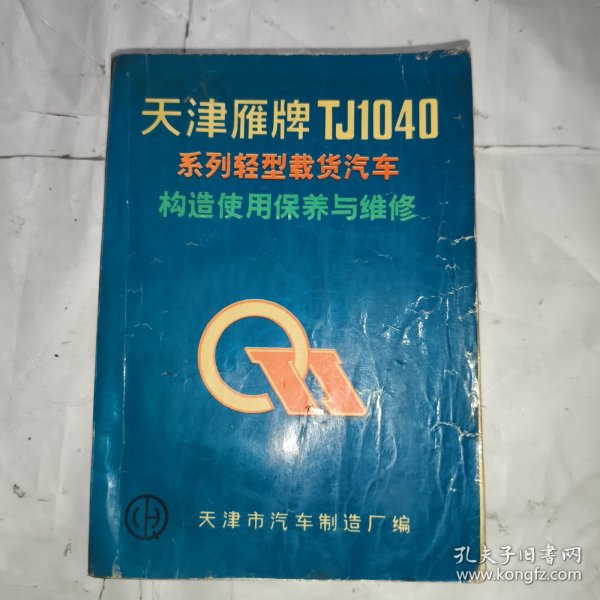 天津雁牌TJ1040
系列轻型载货汽车
构造使用保养与维修
天津市汽车制造厂编
孔夫子旧书网
www.kongfz.com